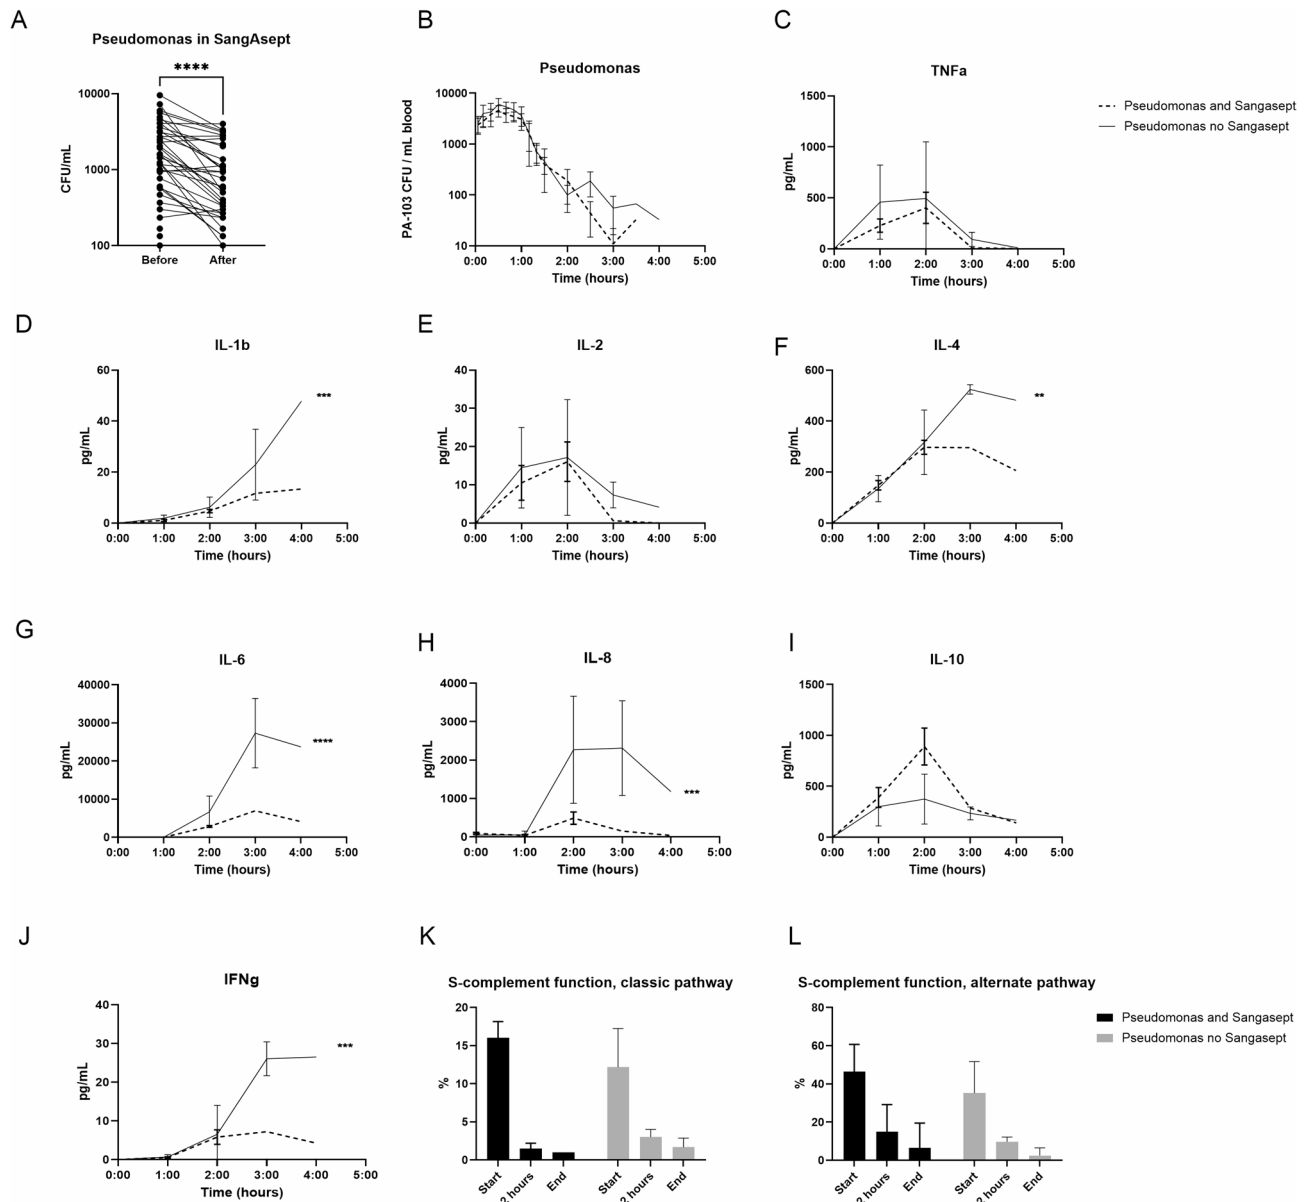 A
Pseudomonas in SangAsept
****
10000
1000
100
CFU/mL
Before After
B
Pseudomonas
10000
1000
100
10
PA-103 CFU / mL blood
0:00 1:00 2:00 3:00 4:00 5:00
Time (hours)
C
TNFa
1500
1000
500
0
pg/mL
0:00 1:00 2:00 3:00 4:00 5:00
Time (hours)
Pseudomonas and Sangasept
Pseudomonas no Sangasept
D
IL-1b
60
40
20
0
pg/mL
***
0:00 1:00 2:00 3:00 4:00 5:00
Time (hours)
E
IL-2
40
30
20
10
0
pg/mL
0:00 1:00 2:00 3:00 4:00 5:00
Time (hours)
F
IL-4
600
400
200
0
pg/mL
**
0:00 1:00 2:00 3:00 4:00 5:00
Time (hours)
G
IL-6
40000
30000
20000
10000
0
pg/mL
****
0:00 1:00 2:00 3:00 4:00 5:00
Time (hours)
H
IL-8
4000
3000
2000
1000
0
pg/mL
***
0:00 1:00 2:00 3:00 4:00 5:00
Time (hours)
I
IL-10
1500
1000
500
0
pg/mL
0:00 1:00 2:00 3:00 4:00 5:00
Time (hours)
J
IFNg
40
30
20
10
0
pg/mL
***
0:00 1:00 2:00 3:00 4:00 5:00
Time (hours)
K
S-complement function, classic pathway
20
15
10
5
0
%
Start 2 hours End Start 2 hours End
L
S-complement function, alternate pathway
80
60
40
20
0
%
Start 2 hours End Start 2 hours End
Pseudomonas and Sangasept
Pseudomonas no Sangasept